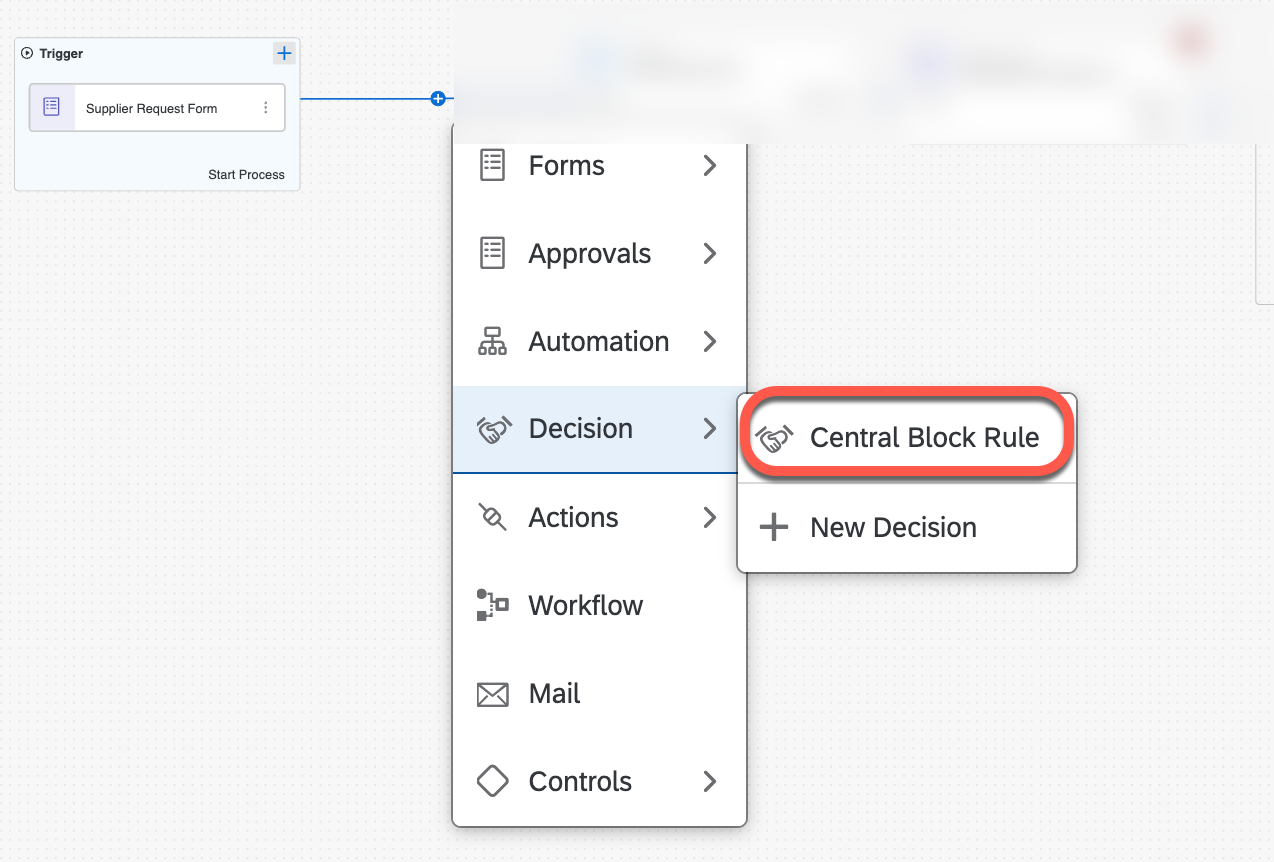 Trigger
Supplier Request Form
Start Process
Forms
Approvals
Automation
Decision
Central Block Rule
New Decision
Actions
Workflow
Mail
Controls